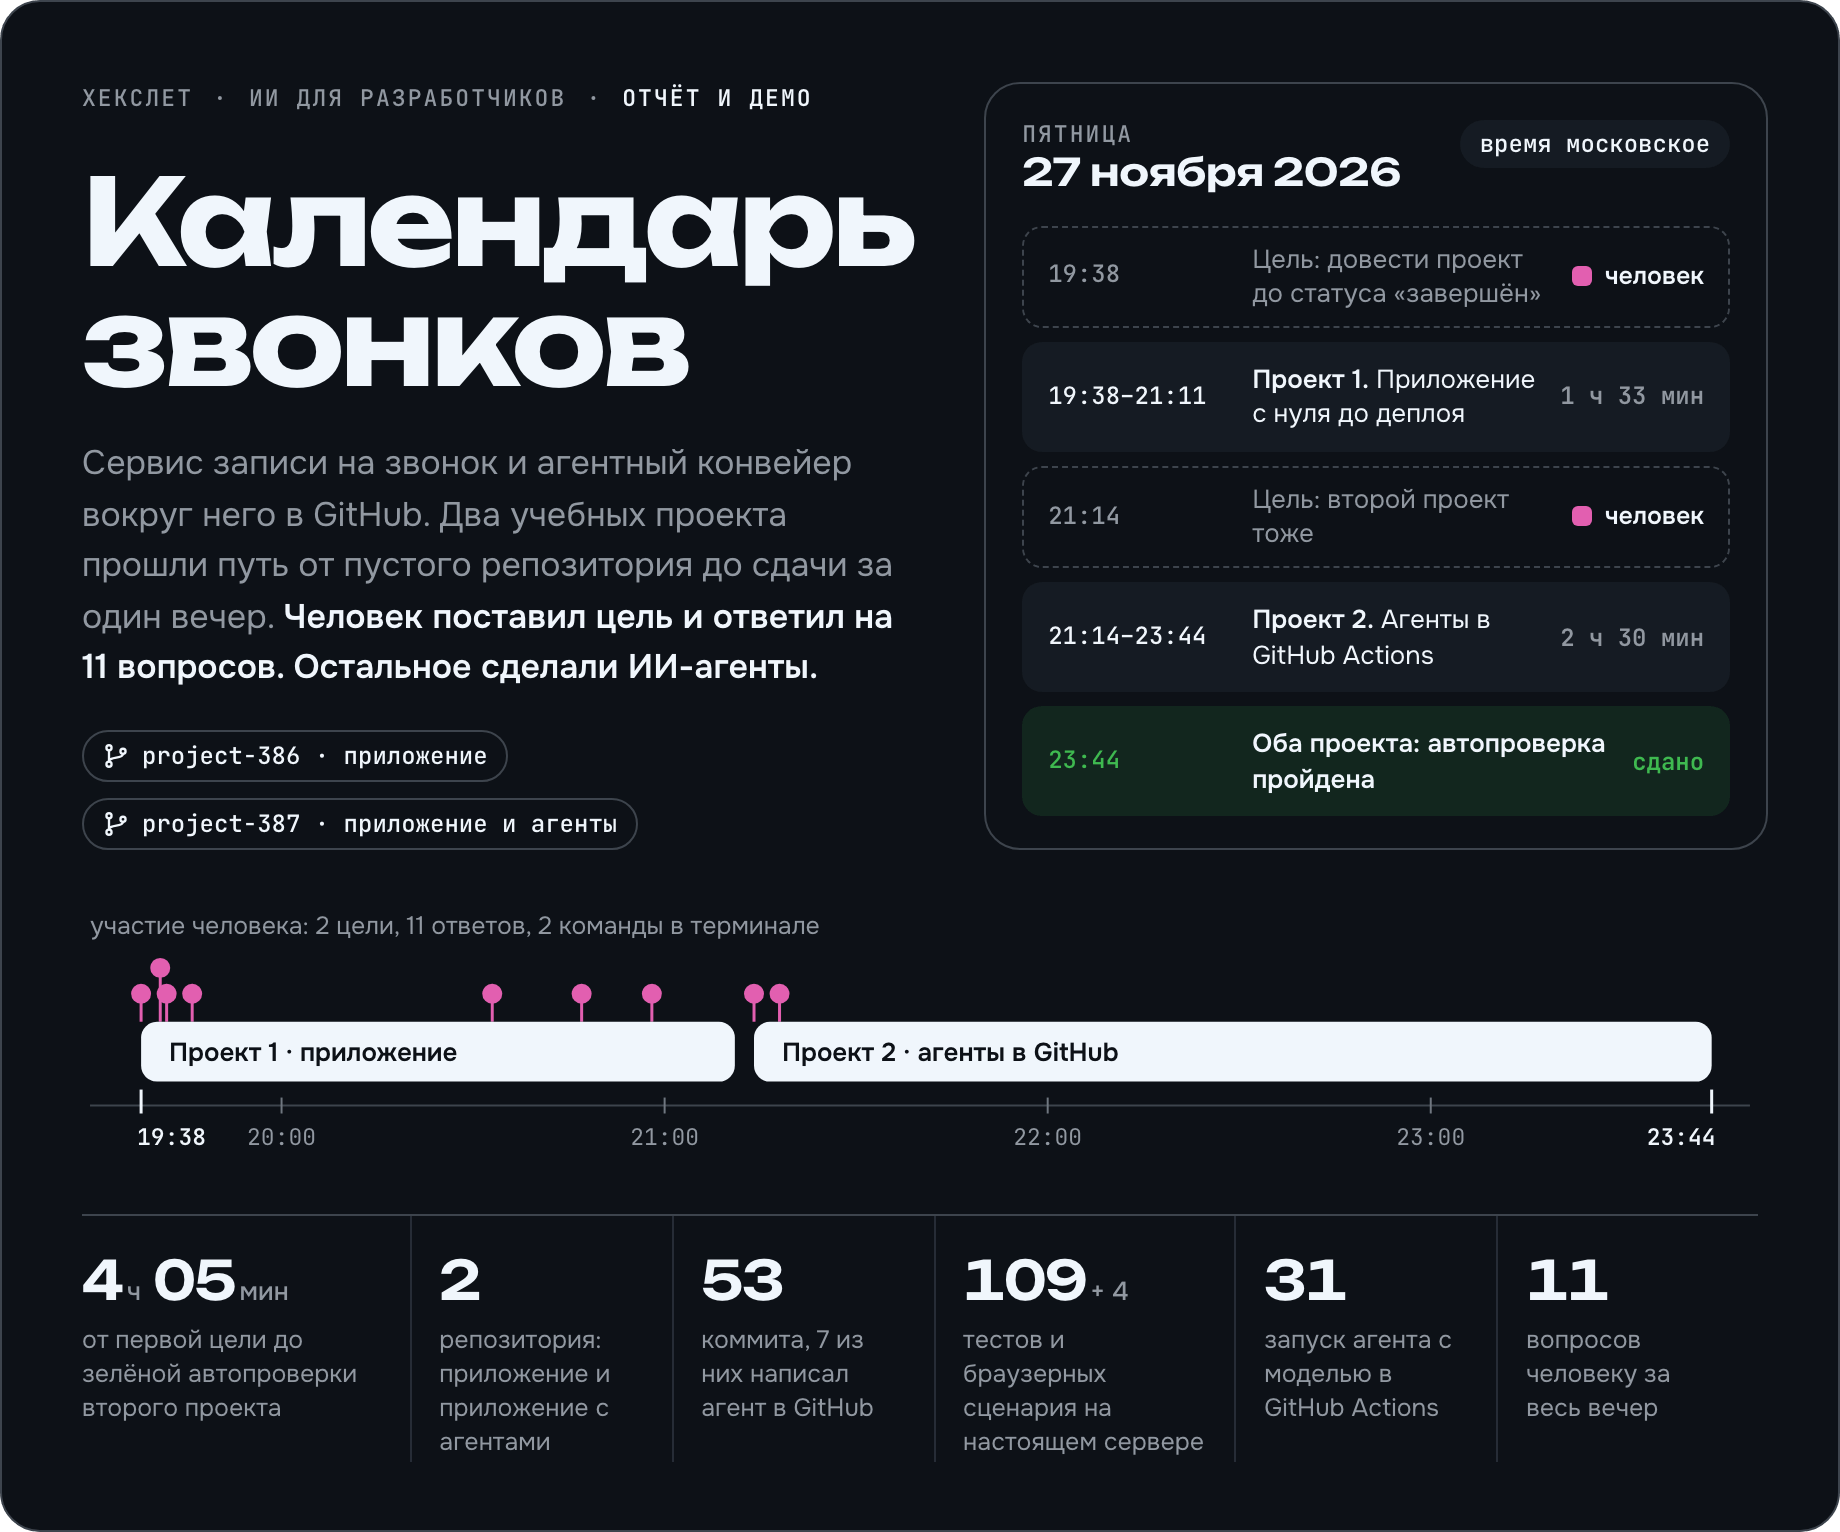 ХЕКСЛЕТ · ИИ ДЛЯ РАЗРАБОТЧИКОВ · ОТЧЁТ И ДЕМО
Календарь
звонков
Сервис записи на звонок и агентный конвейер
вокруг него в GitHub. Два учебных проекта
прошли путь от пустого репозитория до сдачи за
один вечер. Человек поставил цель и ответил на
11 вопросов. Остальное сделали ИИ-агенты.
project-386 · приложение
project-387 · приложение и агенты
ПЯТНИЦА
27 ноября 2026
время московское
19:38
Цель: довести проект
до статуса «завершён»
человек
19:38–21:11
Проект 1. Приложение
с нуля до деплоя
1 ч 33 мин
21:14
Цель: второй проект
тоже
человек
21:14–23:44
Проект 2. Агенты в
GitHub Actions
2 ч 30 мин
23:44
Оба проекта: автопроверка
пройдена
сдано
участие человека: 2 цели, 11 ответов, 2 команды в терминале
Проект 1 · приложение
Проект 2 · агенты в GitHub
19:38
20:00
21:00
22:00
23:00
23:44
4 ч 05 мин
от первой цели до
зелёной автопроверки
второго проекта
2
репозитория:
приложение и
приложение с
агентами
53
коммита, 7 из
них написал
агент в GitHub
109 + 4
тестов и
браузерных
сценария на
настоящем сервере
31
запуск агента с
моделью в
GitHub Actions
11
вопросов
человеку за
весь вечер